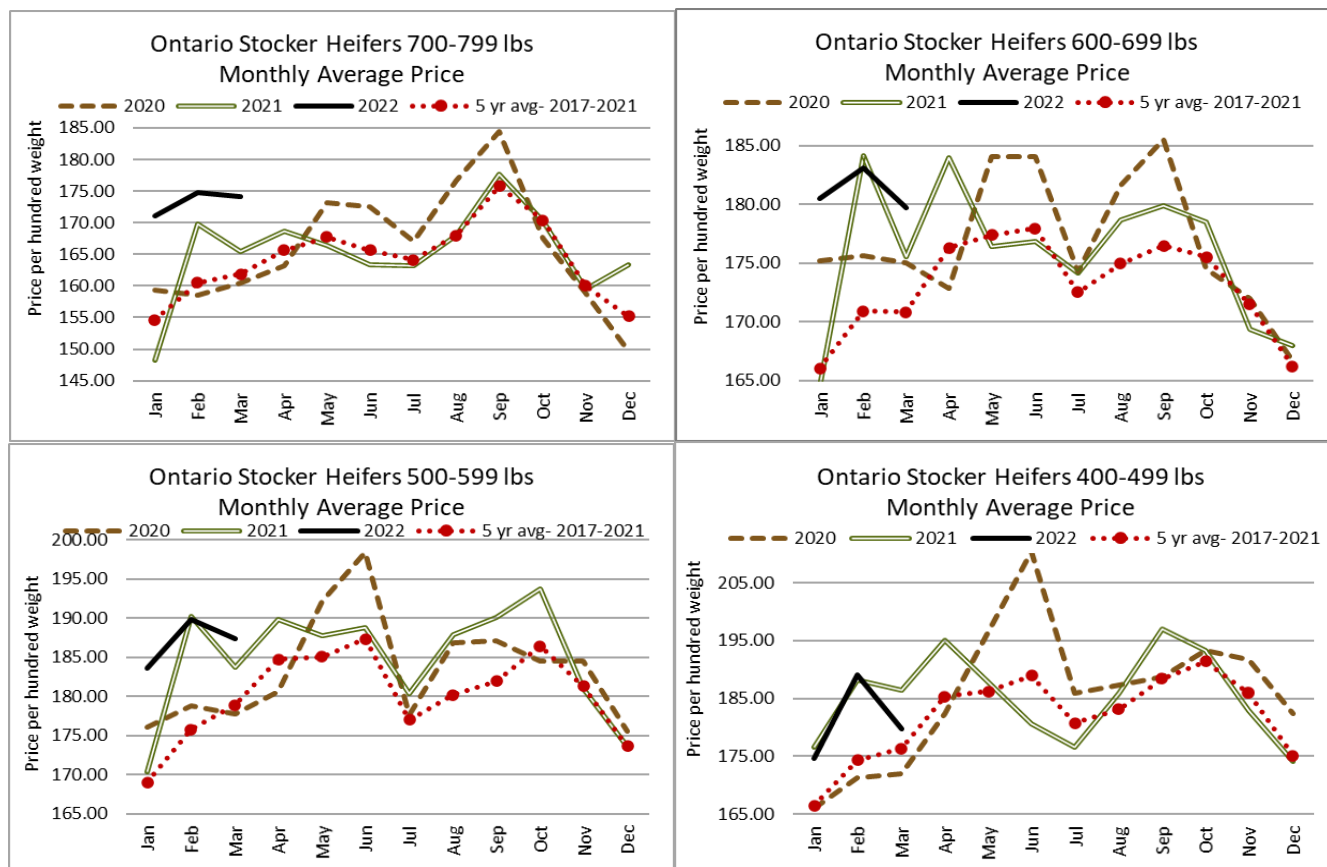 Ontario Stocker Heifers 700-799 lbs
Monthly Average Price
2020 2021 2022 5 yr avg- 2017-2021
Price per hundred weight
185.00
180.00
175.00
170.00
165.00
160.00
155.00
150.00
145.00
Jan Feb Mar Apr May Jun Jul Aug Sep Oct Nov Dec
Ontario Stocker Heifers 600-699 lbs
Monthly Average Price
2020 2021 2022 5 yr avg- 2017-2021
Price per hundred weight
185.00
180.00
175.00
170.00
165.00
Jan Feb Mar Apr May Jun Jul Aug Sep Oct Nov Dec
Ontario Stocker Heifers 500-599 lbs
Monthly Average Price
2020 2021 2022 5 yr avg- 2017-2021
Price per hundred weight
200.00
195.00
190.00
185.00
180.00
175.00
170.00
165.00
Jan Feb Mar Apr May Jun Jul Aug Sep Oct Nov Dec
Ontario Stocker Heifers 400-499 lbs
Monthly Average Price
2020 2021 2022 5 yr avg- 2017-2021
Price per hundred weight
205.00
195.00
185.00
175.00
165.00
Jan Feb Mar Apr May Jun Jul Aug Sep Oct Nov Dec